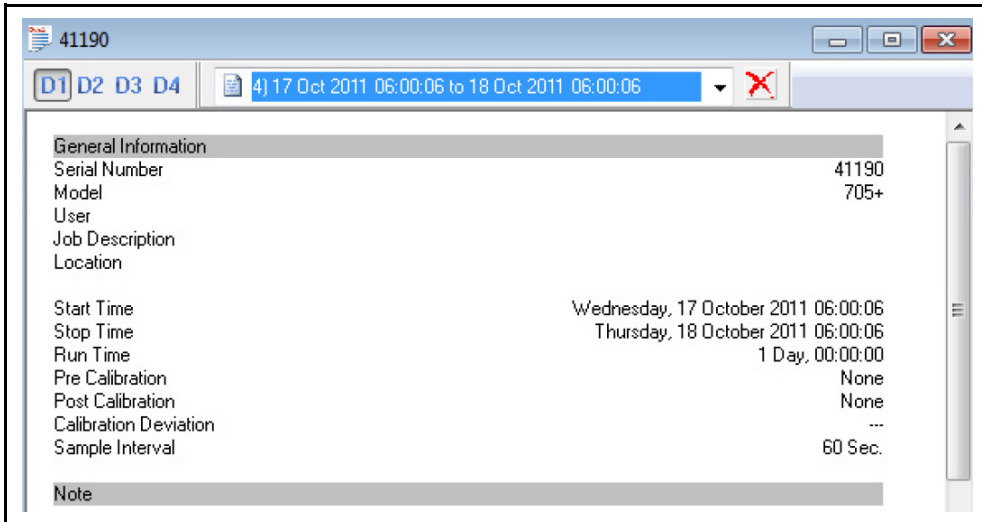 41190
D1 D2 D3 D4 4) 17 Oct 2011 06:00:06 to 18 Oct 2011 06:00:06
General Information
Serial Number 41190
Model 705+
User
Job Description
Location
Start Time Wednesday, 17 October 2011 06:00:06
Stop Time Thursday, 18 October 2011 06:00:06
Run Time 1 Day, 00:00:00
Pre Calibration None
Post Calibration None
Calibration Deviation ---
Sample Interval 60 Sec.
Note